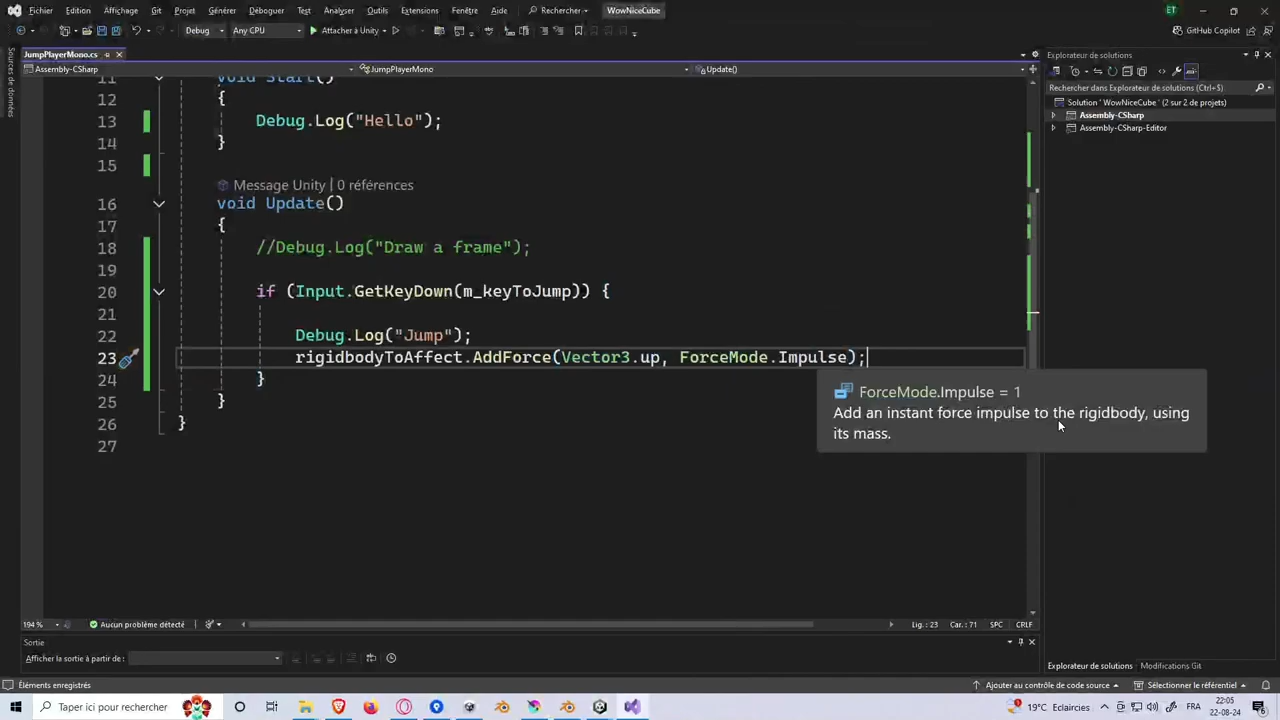 Fichier Edition Affichage Git Projet Générer Déboguer Test Analyser Outils Extensions Fenêtre Aide Rechercher WowNiceCube ET
Debug Any CPU Attacher à Unity GitHub Copilot
JumpPlayerMono.cs
Assembly-CSharp JumpPlayerMono Update()
Sources de données
11 void Start()
12 {
13 Debug.Log("Hello");
14 }
15
Message Unity | 0 références
16 void Update()
17 {
18 //Debug.Log("Draw a frame");
19
20 if (Input.GetKeyDown(m_keyToJump)) {
21
22 Debug.Log("Jump");
23 rigidbodyToAffect.AddForce(Vector3.up, ForceMode.Impulse);
24 }
25 }
26 }
27
ForceMode.Impulse = 1
Add an instant force impulse to the rigidbody, using
its mass.
Explorateur de solutions
Rechercher dans Explorateur de solutions (Ctrl+$)
Solution 'WowNiceCube' (2 sur 2 de projets)
Assembly-CSharp
Assembly-CSharp-Editor
194 % Aucun problème détecté Lig : 23 Car. : 71 SPC CRLF
Sortie
Afficher la sortie à partir de :
Explorateur de solutions Modifications Git
Éléments enregistrés Ajouter au contrôle de code source Sélectionner le référentiel
Taper ici pour rechercher 19°C Eclaircies FRA 22:05
22-08-24